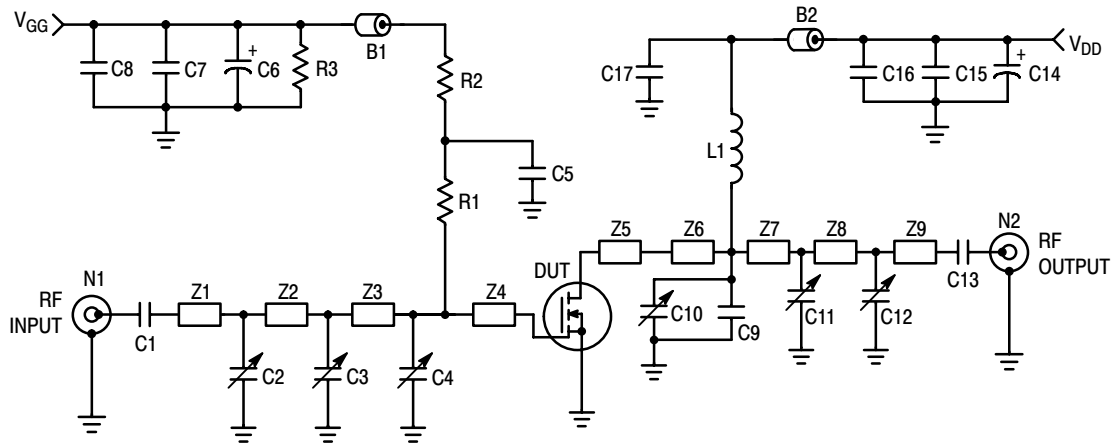 VGG
C8
C7
C6
+
R3
B1
R2
C5
R1
C17
B2
C16
C15
+
C14
VDD
L1
N1
RF
INPUT
C1
Z1
Z2
Z3
Z4
C2
C3
C4
DUT
Z5
Z6
Z7
Z8
Z9
C10
C9
C11
C12
C13
N2
RF
OUTPUT